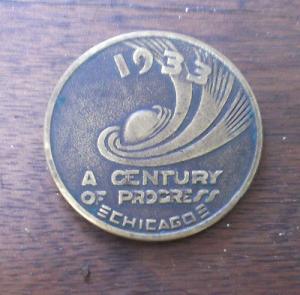 1933
A CENTURY
OF PROGRESS
CHICAGO